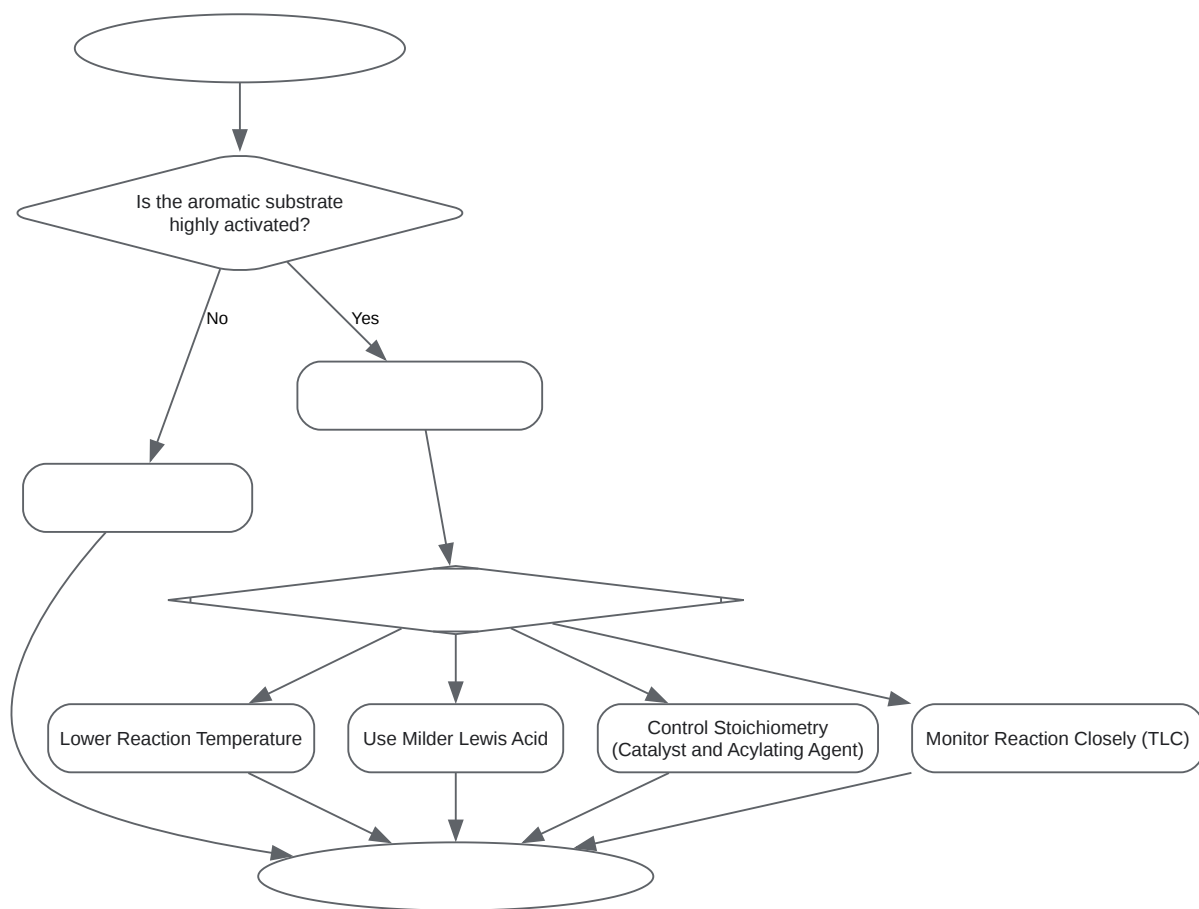 Is the aromatic substrate
highly activated?
No
Yes
Lower Reaction Temperature
Use Milder Lewis Acid
Control Stoichiometry
(Catalyst and Acylating Agent)
Monitor Reaction Closely (TLC)